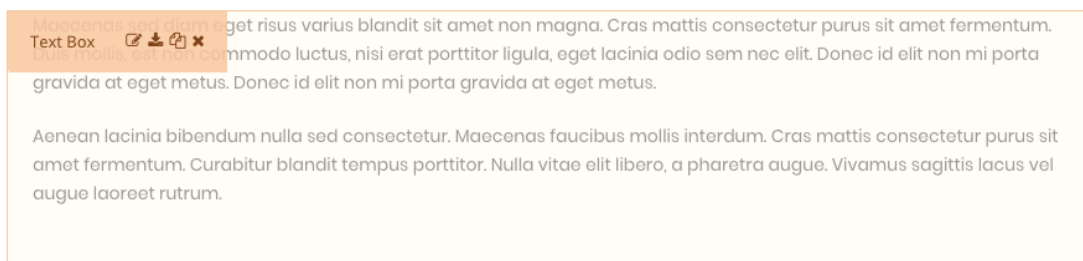 Maecenas sed diam eget risus varius blandit sit amet non magna. Cras mattis consectetur purus sit amet fermentum.
Text Box
Duis mollis, est non commodo luctus, nisi erat porttitor ligula, eget lacinia odio sem nec elit. Donec id elit non mi porta
gravida at eget metus. Donec id elit non mi porta gravida at eget metus.
Aenean lacinia bibendum nulla sed consectetur. Maecenas faucibus mollis interdum. Cras mattis consectetur purus sit
amet fermentum. Curabitur blandit tempus porttitor. Nulla vitae elit libero, a pharetra augue. Vivamus sagittis lacus vel
augue laoreet rutrum.